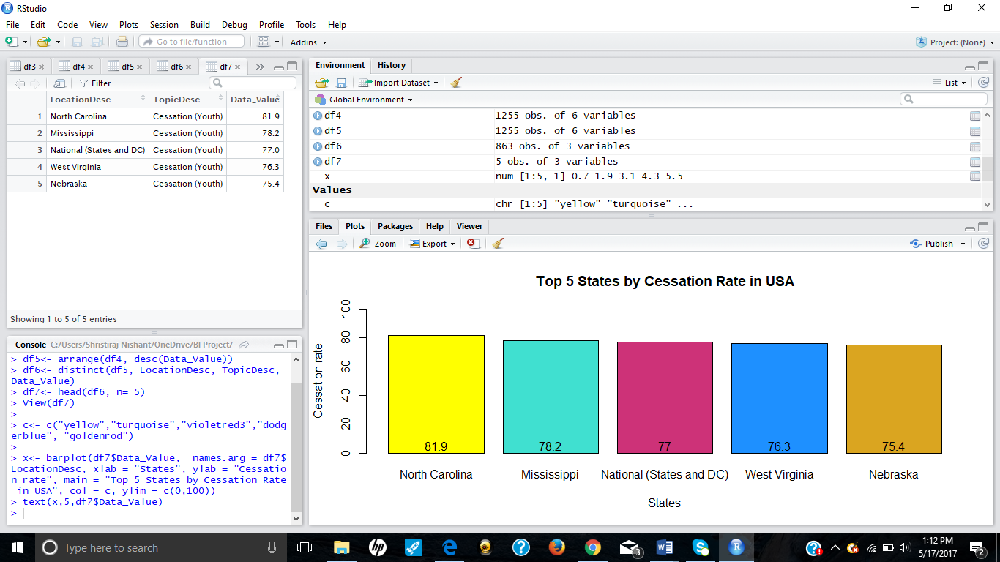 RStudio
File Edit Code View Plots Session Build Debug Profile Tools Help
Go to file/function
Addins
Project: (None)
df3
df4
df5
df6
df7
Filter
LocationDesc TopicDesc Data_Value
1 North Carolina Cessation (Youth) 81.9
2 Mississippi Cessation (Youth) 78.2
3 National (States and DC) Cessation (Youth) 77.0
4 West Virginia Cessation (Youth) 76.3
5 Nebraska Cessation (Youth) 75.4
Showing 1 to 5 of 5 entries
Console C:/Users/Shristiraj Nishant/OneDrive/BI Project/
> df5<- arrange(df4, desc(Data_Value))
> df6<- distinct(df5, LocationDesc, TopicDesc,
Data_Value)
> df7<- head(df6, n= 5)
> View(df7)
>
> c<- c("yellow","turquoise","violetred3","dodg
erblue", "goldenrod")
>
> x<- barplot(df7$Data_Value,  names.arg = df7$
LocationDesc, xlab = "States", ylab = "Cessatio
n rate", main = "Top 5 States by Cessation Rate
 in USA", col = c, ylim = c(0,100))
> text(x,5,df7$Data_Value)
>
Environment History
Import Dataset
List
Global Environment
df4 1255 obs. of 6 variables
df5 1255 obs. of 6 variables
df6 863 obs. of 3 variables
df7 5 obs. of 3 variables
x num [1:5, 1] 0.7 1.9 3.1 4.3 5.5
Values
c chr [1:5] "yellow" "turquoise" ...
Files Plots Packages Help Viewer
Zoom Export Publish
Top 5 States by Cessation Rate in USA
Cessation rate
100
80
60
40
20
0
81.9 78.2 77 76.3 75.4
North Carolina Mississippi National (States and DC) West Virginia Nebraska
States
Type here to search
hp
3
1:12 PM
5/17/2017
2